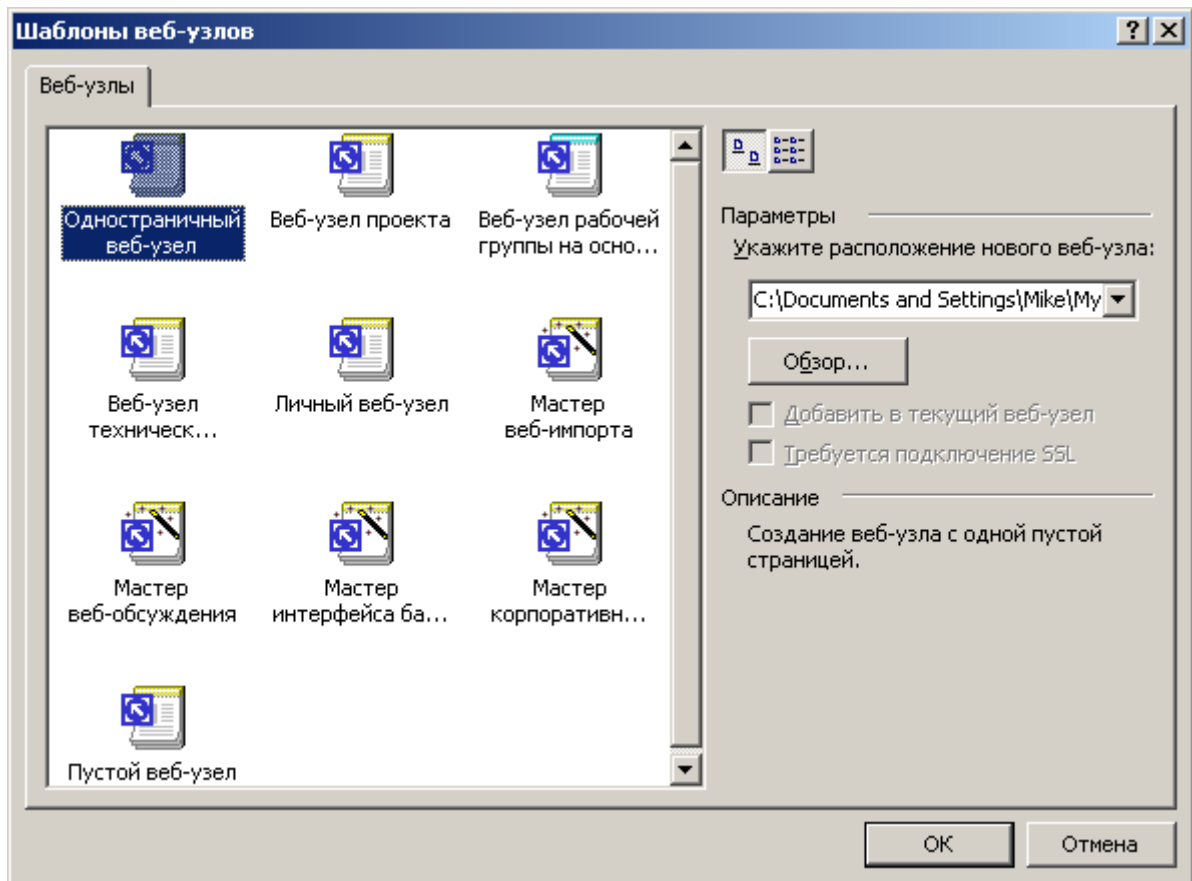 Шаблоны веб-узлов
Веб-узлы
Одностраничный
веб-узел
Веб-узел проекта
Веб-узел рабочей
группы на осно...
Веб-узел
техническ...
Личный веб-узел
Мастер
веб-импорта
Мастер
веб-обсуждения
Мастер
интерфейса ба...
Мастер
корпоративн...
Пустой веб-узел
Параметры
Укажите расположение нового веб-узла:
C:\Documents and Settings\Mike\My
Обзор...
Добавить в текущий веб-узел
Требуется подключение SSL
Описание
Создание веб-узла с одной пустой
страницей.
ОК
Отмена